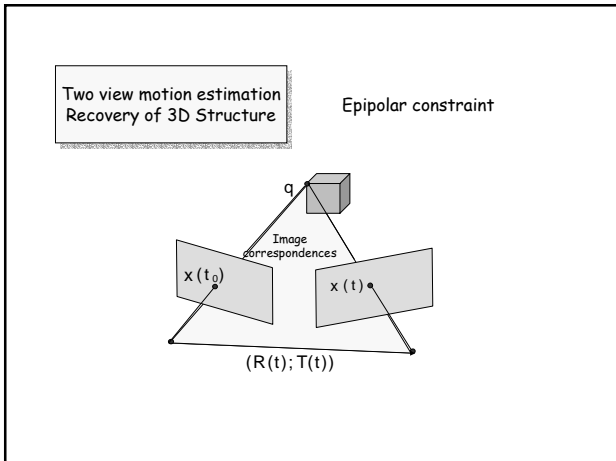 Two view motion estimation
Recovery of 3D Structure
Epipolar constraint
q
Image
correspondences
x(t₀)
x(t)
(R(t);T(t))